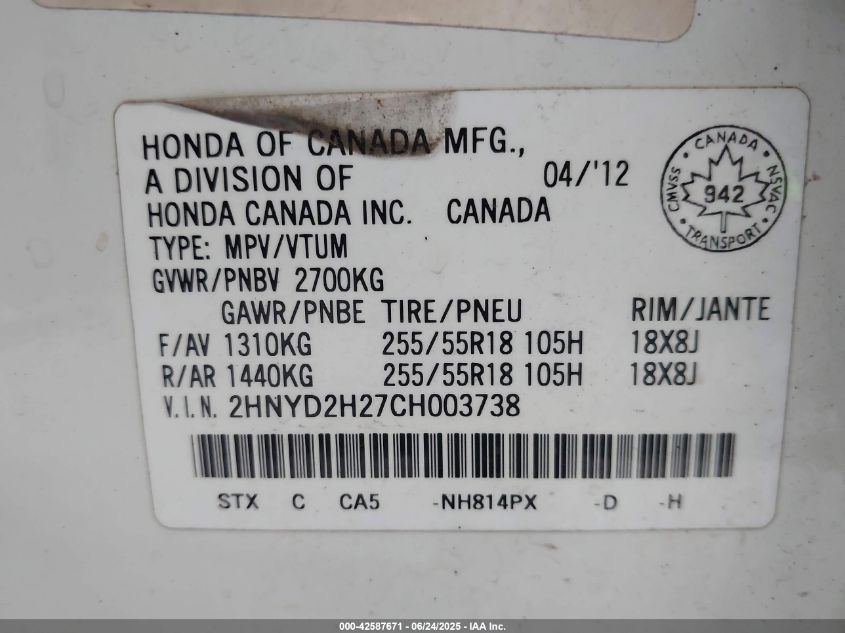 HONDA OF CANADA MFG.,
A DIVISION OF 04/'12
HONDA CANADA INC. CANADA
TYPE: MPV/VTUM
GVWR/PNBV 2700KG
GAWR/PNBE TIRE/PNEU RIM/JANTE
F/AV 1310KG 255/55R18 105H 18X8J
R/AR 1440KG 255/55R18 105H 18X8J
V.I.N. 2HNYD2H27CH003738
STX C CA5 -NH814PX -D -H
CANADA
CMVSS 942 NSVAC
TRANSPORT
000-42587671 - 06/24/2025 - IAA Inc.